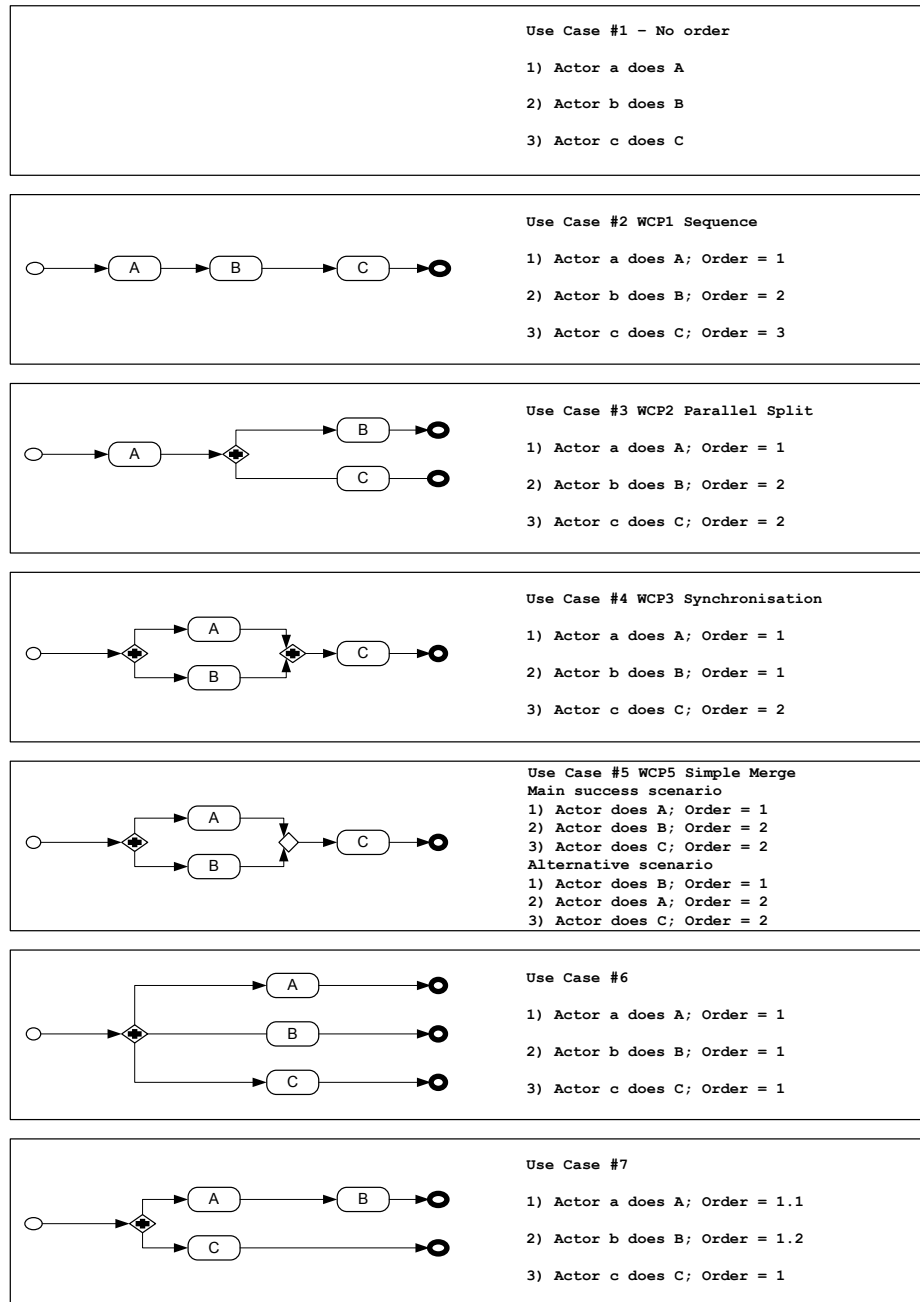 Use Case #1 – No order
1) Actor a does A
2) Actor b does B
3) Actor c does C
Use Case #2 WCP1 Sequence
A B C
1) Actor a does A; Order = 1
2) Actor b does B; Order = 2
3) Actor c does C; Order = 3
Use Case #3 WCP2 Parallel Split
A
B
C
1) Actor a does A; Order = 1
2) Actor b does B; Order = 2
3) Actor c does C; Order = 2
Use Case #4 WCP3 Synchronisation
A
B
C
1) Actor a does A; Order = 1
2) Actor b does B; Order = 1
3) Actor c does C; Order = 2
Use Case #5 WCP5 Simple Merge
Main success scenario
A
B
C
1) Actor does A; Order = 1
2) Actor does B; Order = 2
3) Actor does C; Order = 2
Alternative scenario
1) Actor does B; Order = 1
2) Actor does A; Order = 2
3) Actor does C; Order = 2
Use Case #6
A
B
C
1) Actor a does A; Order = 1
2) Actor b does B; Order = 1
3) Actor c does C; Order = 1
Use Case #7
A B
C
1) Actor a does A; Order = 1.1
2) Actor b does B; Order = 1.2
3) Actor c does C; Order = 1